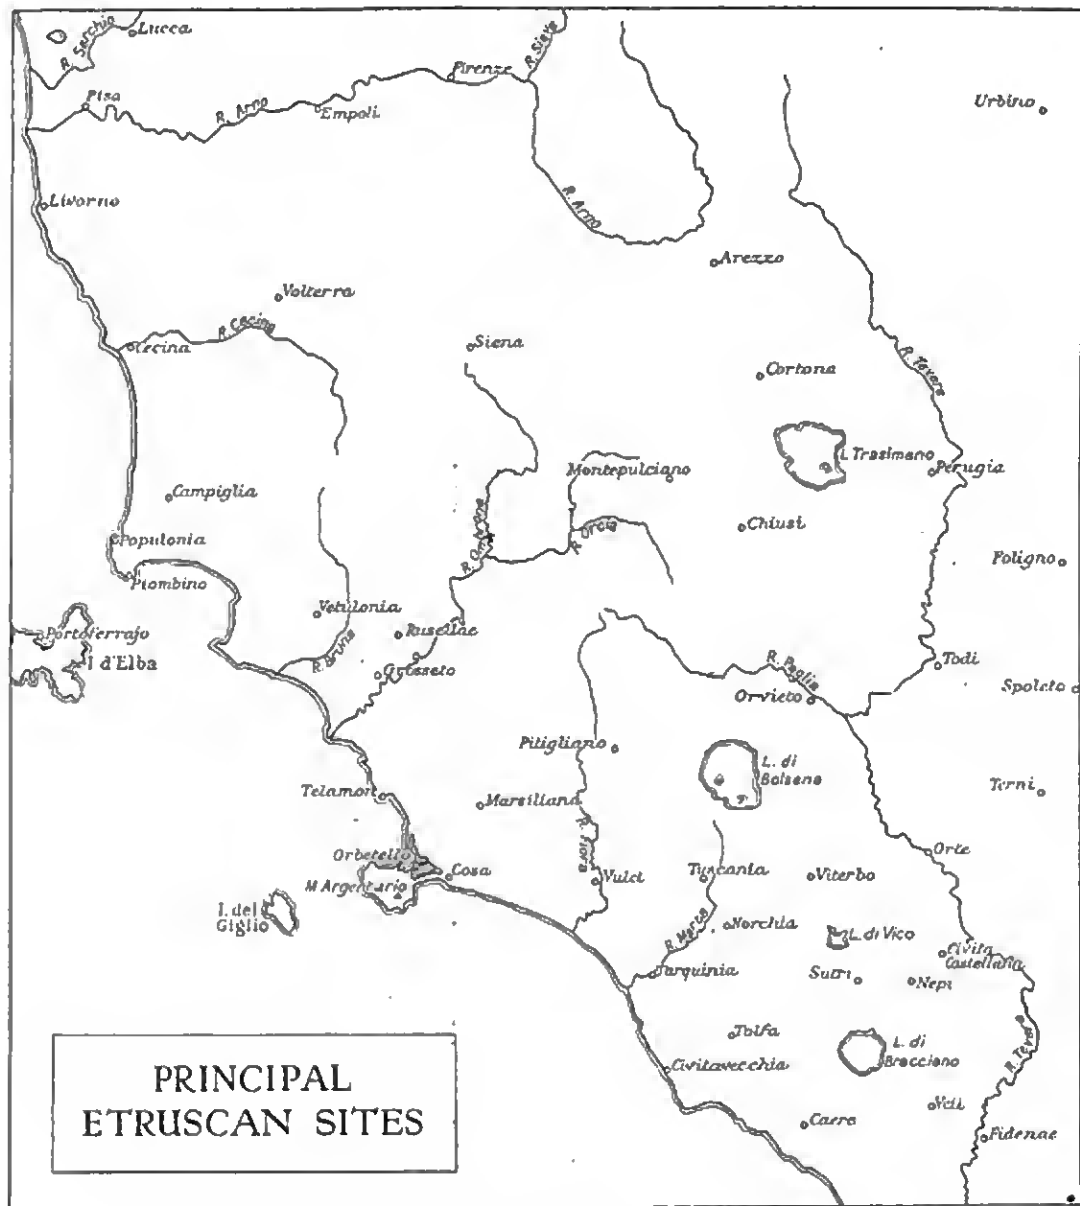 Lucca
R. Serchio
R. Sieve
Firenze
Pisa
R. Arno
Empoli
Urbino
Livorno
R. Arno
Arezzo
Volterra
R. Cecina
Cecina
Siena
Cortona
R. Tevere
L. Trasimeno
Montepulciano
Perugia
Campiglia
Chiusi
R. Ombrone
R. Orcia
Populonia
Foligno
Piombino
Vetulonia
Portoferrajo
Rusellae
I d'Elba
R. Bruna
Grosseto
R. Paglia
Todi
Orvieto
Spoleto
Pitigliano
L. di
Bolsena
Telamon
Marsiliana
Terni
R. Fiora
Orbetello
Cosa
Orte
M Argentario
Vulci
Tuscania
Viterbo
I. del
Giglio
R. Marta
Norchia
L. di Vico
Civita
Castellana
Tarquinia
Sutri
Nepi
Tolfa
L. di
Bracciano
R. Tevere
Civitavecchia
PRINCIPAL
ETRUSCAN SITES
Veii
Caere
Fidenae